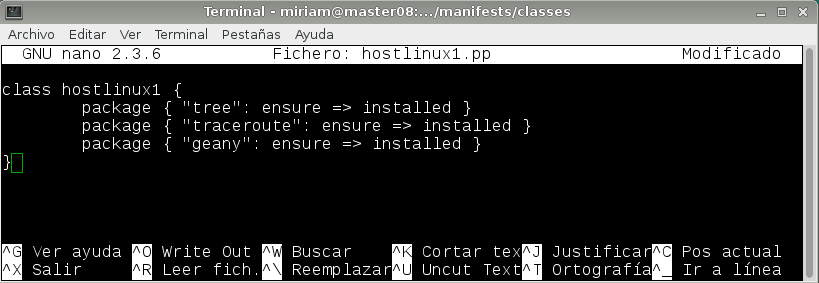 Terminal - miriam@master08:.../manifests/classes
Archivo Editar Ver Terminal Pestañas Ayuda
GNU nano 2.3.6 Fichero: hostlinux1.pp Modificado
class hostlinux1 {
package { "tree": ensure => installed }
package { "traceroute": ensure => installed }
package { "geany": ensure => installed }
}
^G Ver ayuda ^O Write Out ^W Buscar ^K Cortar tex ^J Justificar ^C Pos actual
^X Salir ^R Leer fich. ^\ Reemplazar ^U Uncut Text ^T Ortografía ^_ Ir a línea